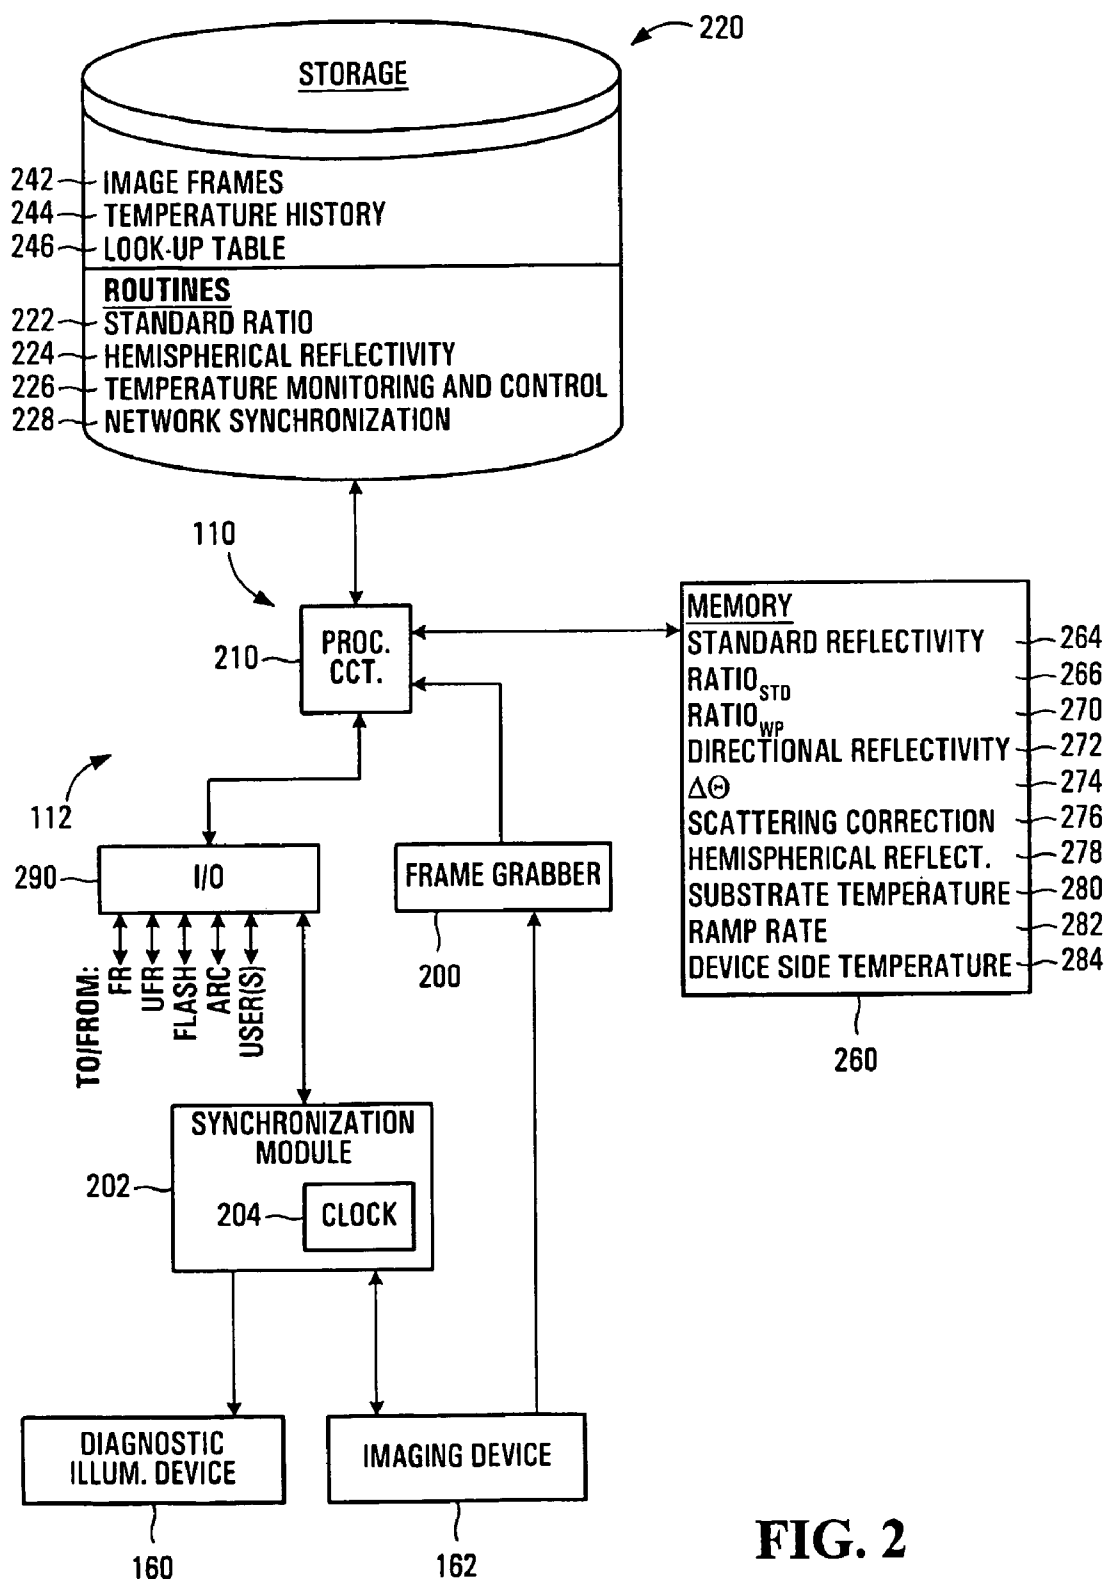 220
STORAGE
242 IMAGE FRAMES
244 TEMPERATURE HISTORY
246 LOOK-UP TABLE
ROUTINES
222 STANDARD RATIO
224 HEMISPHERICAL REFLECTIVITY
226 TEMPERATURE MONITORING AND CONTROL
228 NETWORK SYNCHRONIZATION
110
210
PROC.
CCT.
MEMORY
STANDARD REFLECTIVITY 264
RATIO STD 266
RATIO WP 270
DIRECTIONAL REFLECTIVITY 272
ΔΘ 274
SCATTERING CORRECTION 276
HEMISPHERICAL REFLECT. 278
SUBSTRATE TEMPERATURE 280
RAMP RATE 282
DEVICE SIDE TEMPERATURE 284
260
112
290 I/O
FRAME GRABBER
200
TO/FROM:
FR
UFR
FLASH
ARC
USER(S)
SYNCHRONIZATION
MODULE
202
204 CLOCK
DIAGNOSTIC
ILLUM. DEVICE
IMAGING DEVICE
160
162
FIG. 2